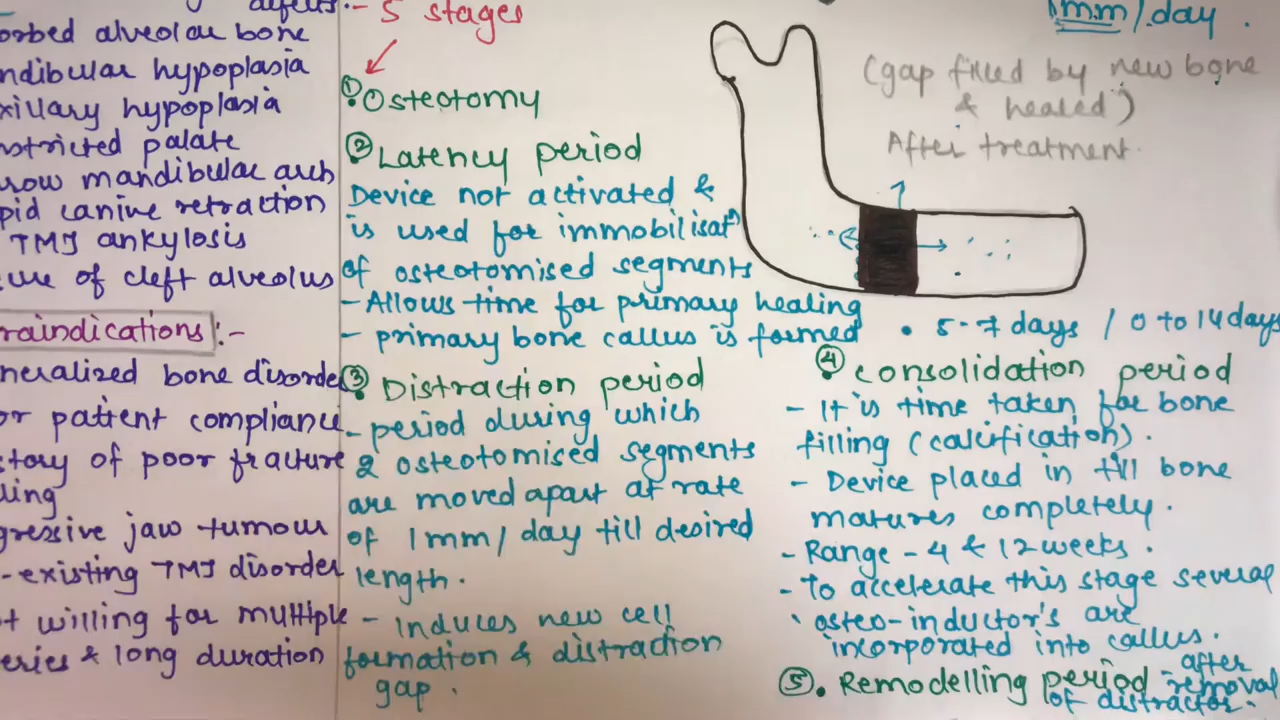 orbed alveolar bone
ndibular hypoplasia
xillary hypoplasia
nstricted palate
row mandibular arch
pid canine retraction
TMJ ankylosis
sure of cleft alveolus
raindications :-
neralized bone disorder
or patient compliance
story of poor fracture
ling
gressive jaw tumour
-existing TMJ disorder
t willing for multiple
eries & long duration
:- 5 stages
① Osteotomy
② Latency period
Device not activated &
is used for immobilisatⁿ
of osteotomised segments
- Allows time for primary healing
- primary bone callus is formed
③ Distraction period
- period during which
2 osteotomised segments
are moved apart at rate
of 1mm/day till desired
length.
- Induces new cell
formation & distraction
gap.
1mm/day.
(gap filled by new bone
& healed)
After treatment.
• 5-7 days / 0 to 14 days
④ Consolidation period
- It is time taken for bone
filling (calcification).
- Device placed in till bone
matures completely.
- Range - 4 & 12 weeks.
- To accelerate this stage several
osteo-inductor's are
incorporated into callus.
⑤. Remodelling period - after
removal
of distractor.